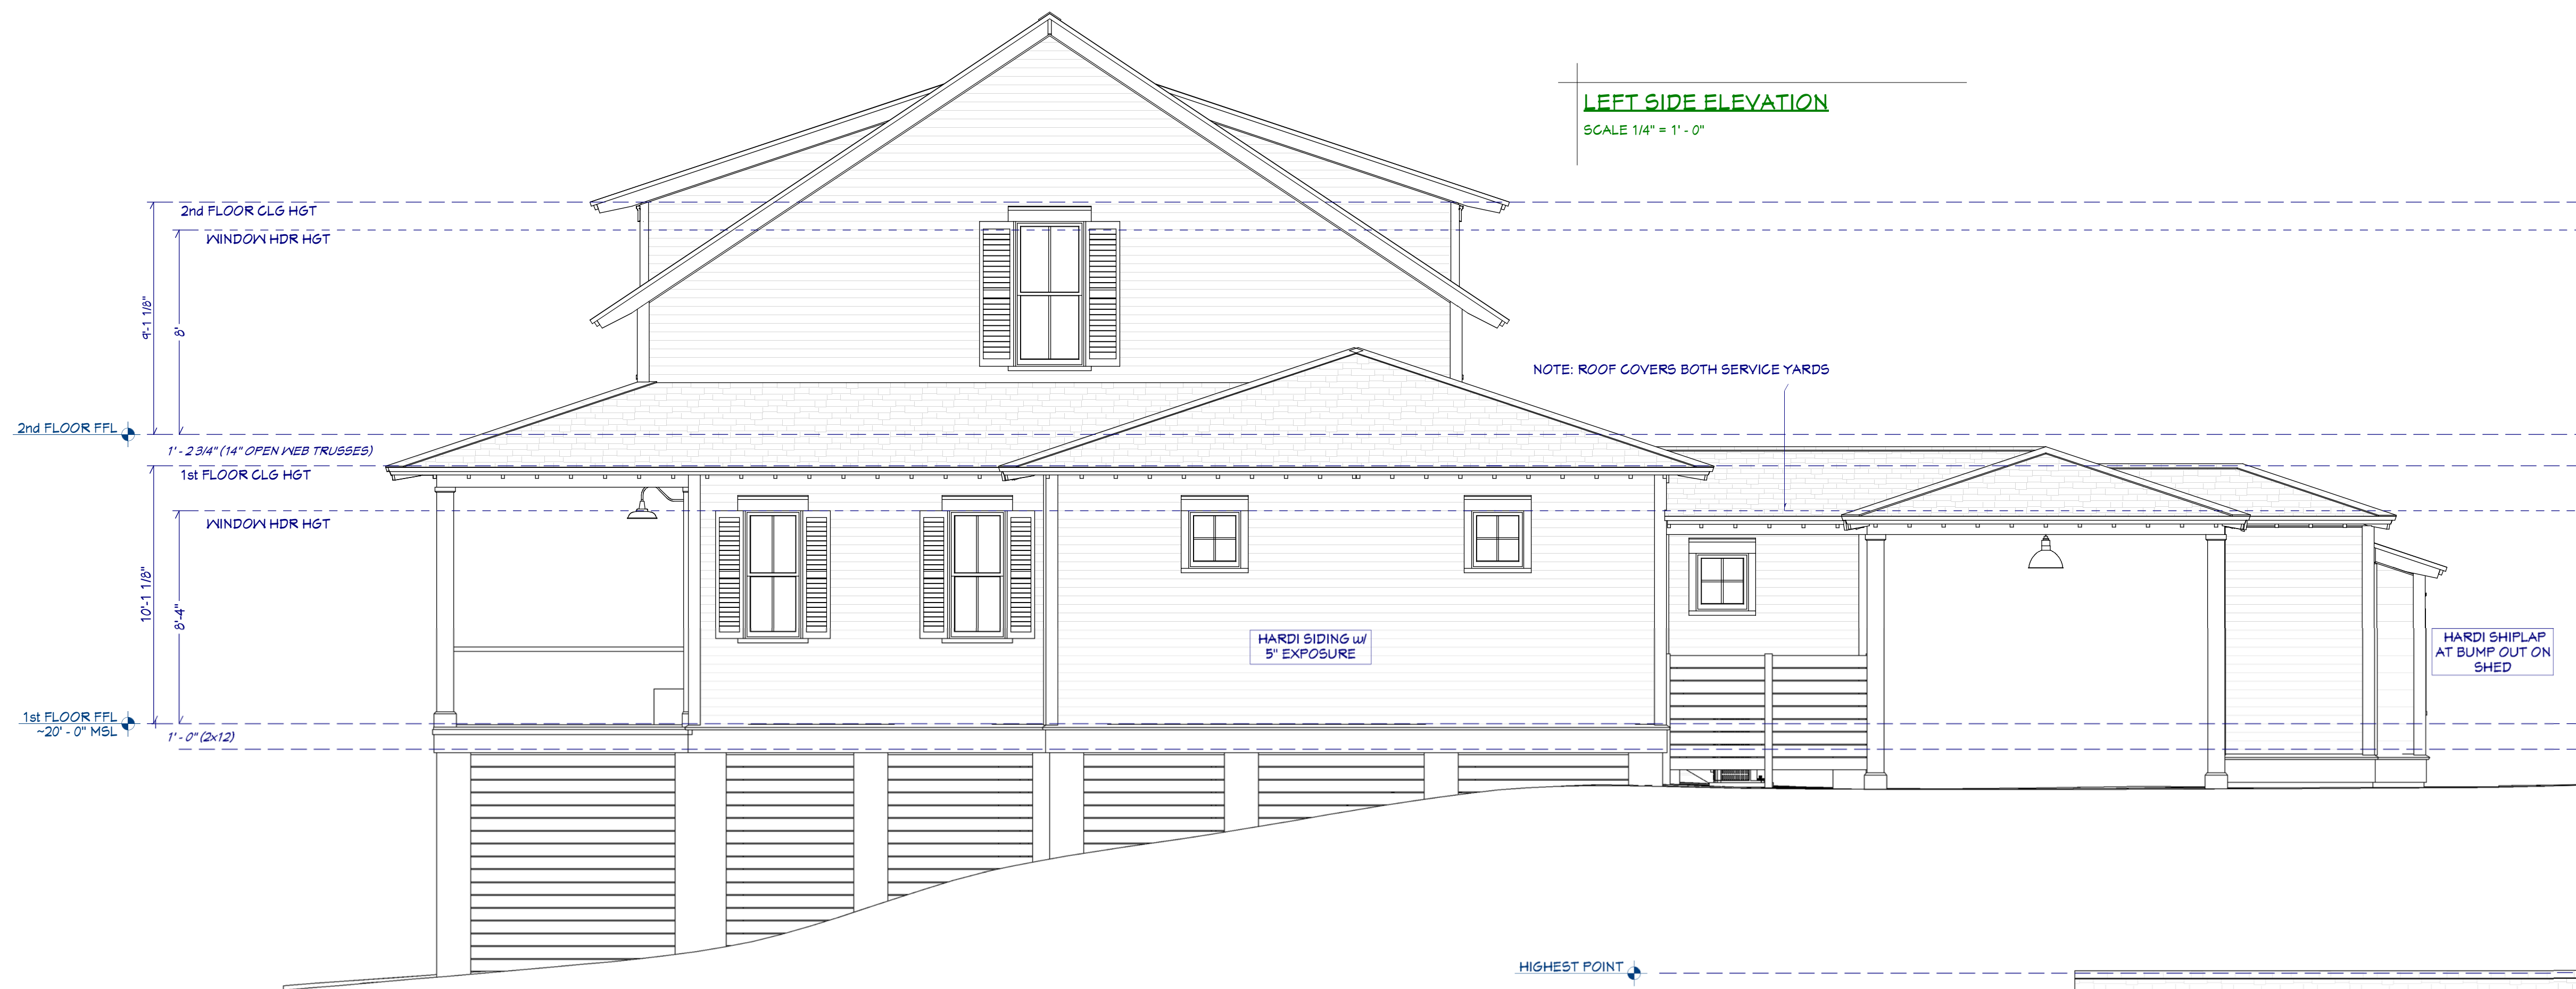 LEFT SIDE ELEVATION
SCALE 1/4" = 1' - 0"
2nd FLOOR CLG HGT
WINDOW HDR HGT
9'-1 1/8"
8'
NOTE: ROOF COVERS BOTH SERVICE YARDS
2nd FLOOR FFL
1' - 2 3/4" (14" OPEN WEB TRUSSES)
1st FLOOR CLG HGT
WINDOW HDR HGT
10'-1 1/8"
8'-4"
HARDI SIDING w/
5" EXPOSURE
HARDI SHIPLAP
AT BUMP OUT ON
SHED
1st FLOOR FFL
~20' - 0" MSL
1' - 0" (2x12)
HIGHEST POINT